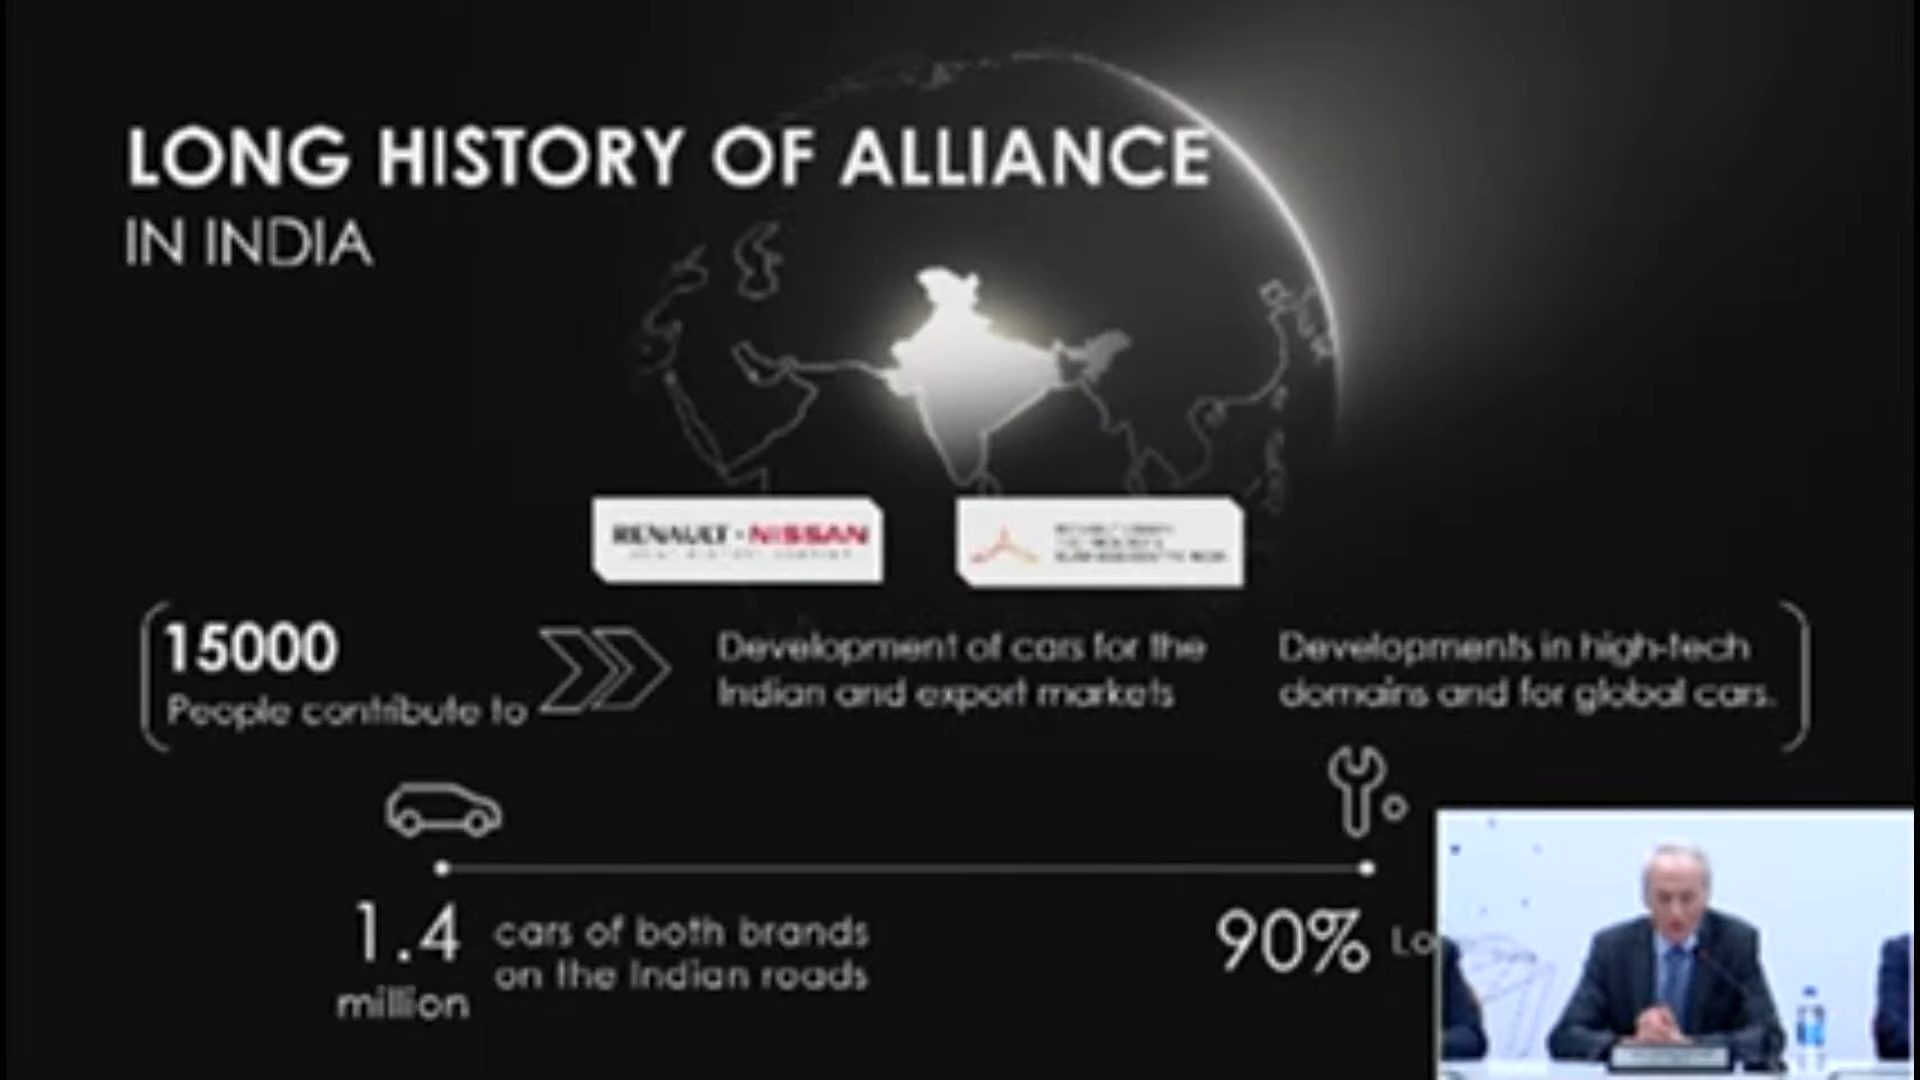 LONG HISTORY OF ALLIANCE
IN INDIA
RENAULT · NISSAN
15000
People contribute to
Development of cars for the
Indian and export markets
Developments in high-tech
domains and for global cars.
1.4
million
cars of both brands
on the Indian roads
90% Lo